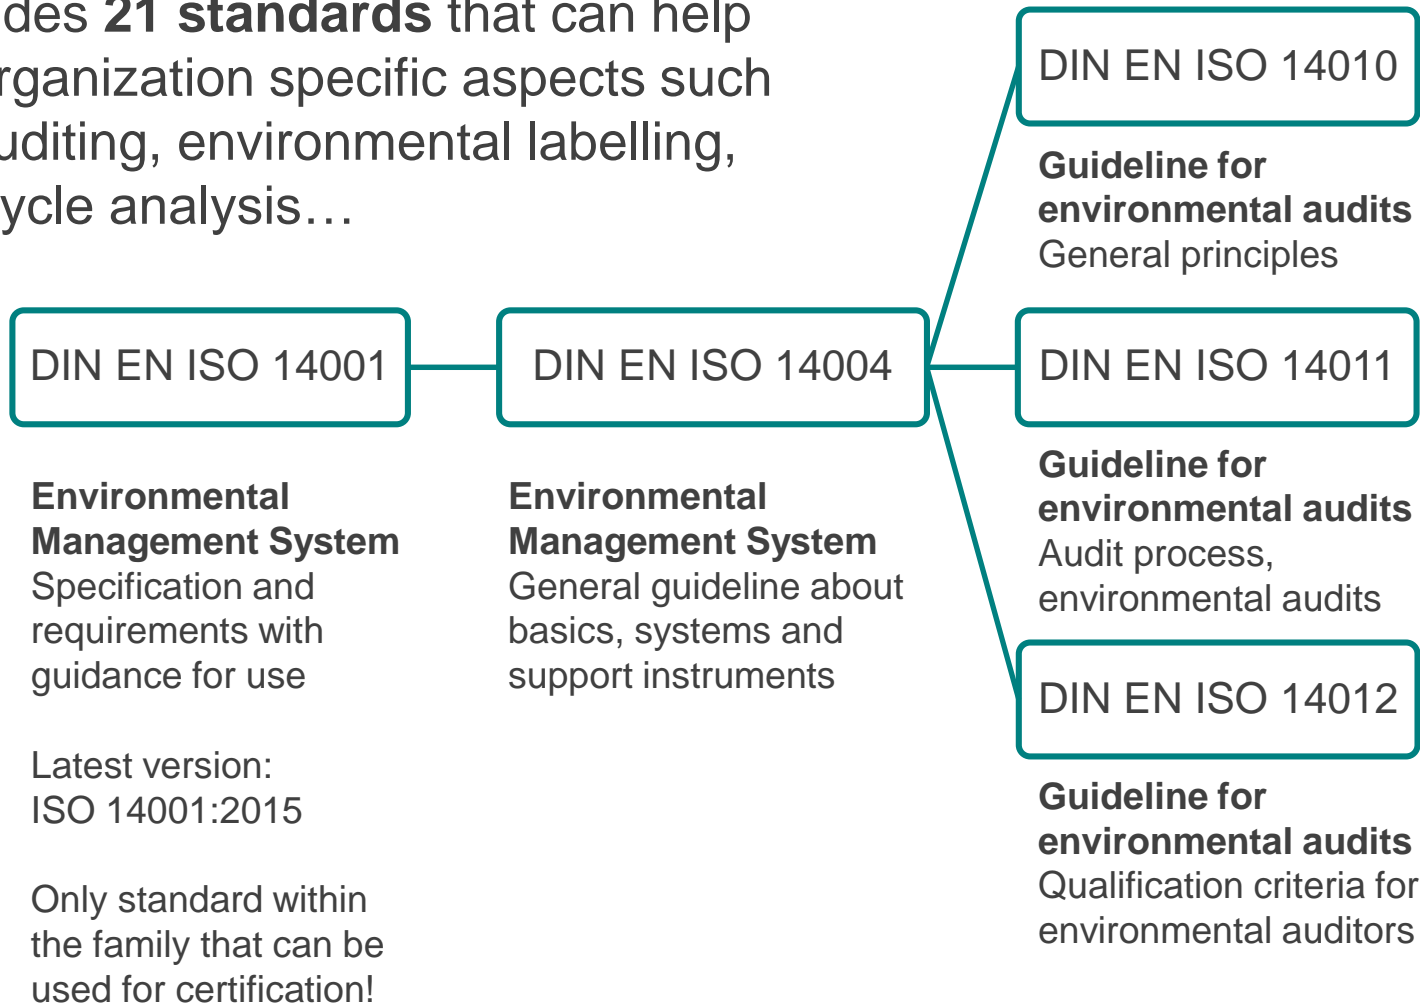 des 21 standards that can help
rganization specific aspects such
uditing, environmental labelling,
ycle analysis…
DIN EN ISO 14001
Environmental
Management System
Specification and
requirements with
guidance for use
Latest version:
ISO 14001:2015
Only standard within
the family that can be
used for certification!
DIN EN ISO 14004
Environmental
Management System
General guideline about
basics, systems and
support instruments
DIN EN ISO 14010
Guideline for
environmental audits
General principles
DIN EN ISO 14011
Guideline for
environmental audits
Audit process,
environmental audits
DIN EN ISO 14012
Guideline for
environmental audits
Qualification criteria for
environmental auditors